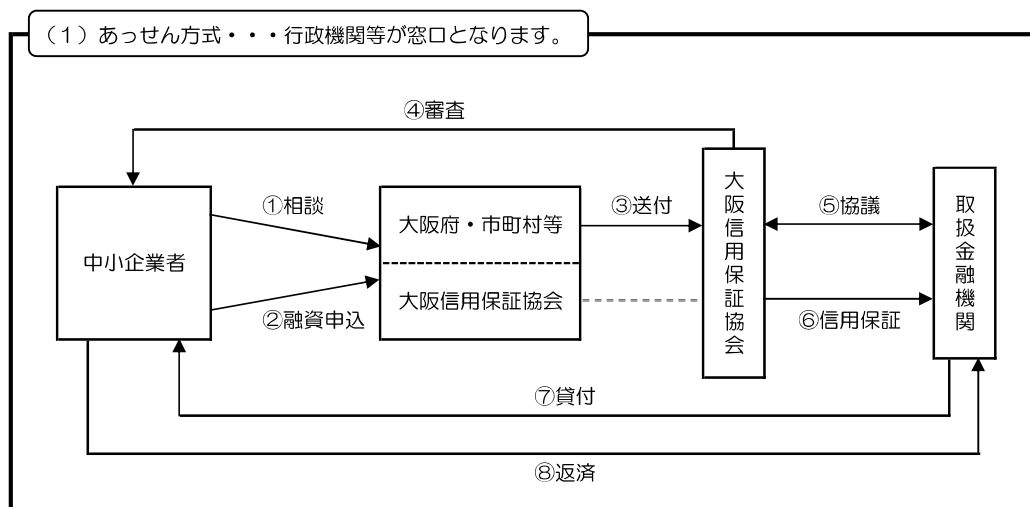 （１）あっせん方式・・・行政機関等が窓口となります。
④審査
①相談
②融資申込
中小企業者
大阪府・市町村等
大阪信用保証協会
③送付
大阪信用保証協会
⑤協議
⑥信用保証
取扱金融機関
⑦貸付
⑧返済